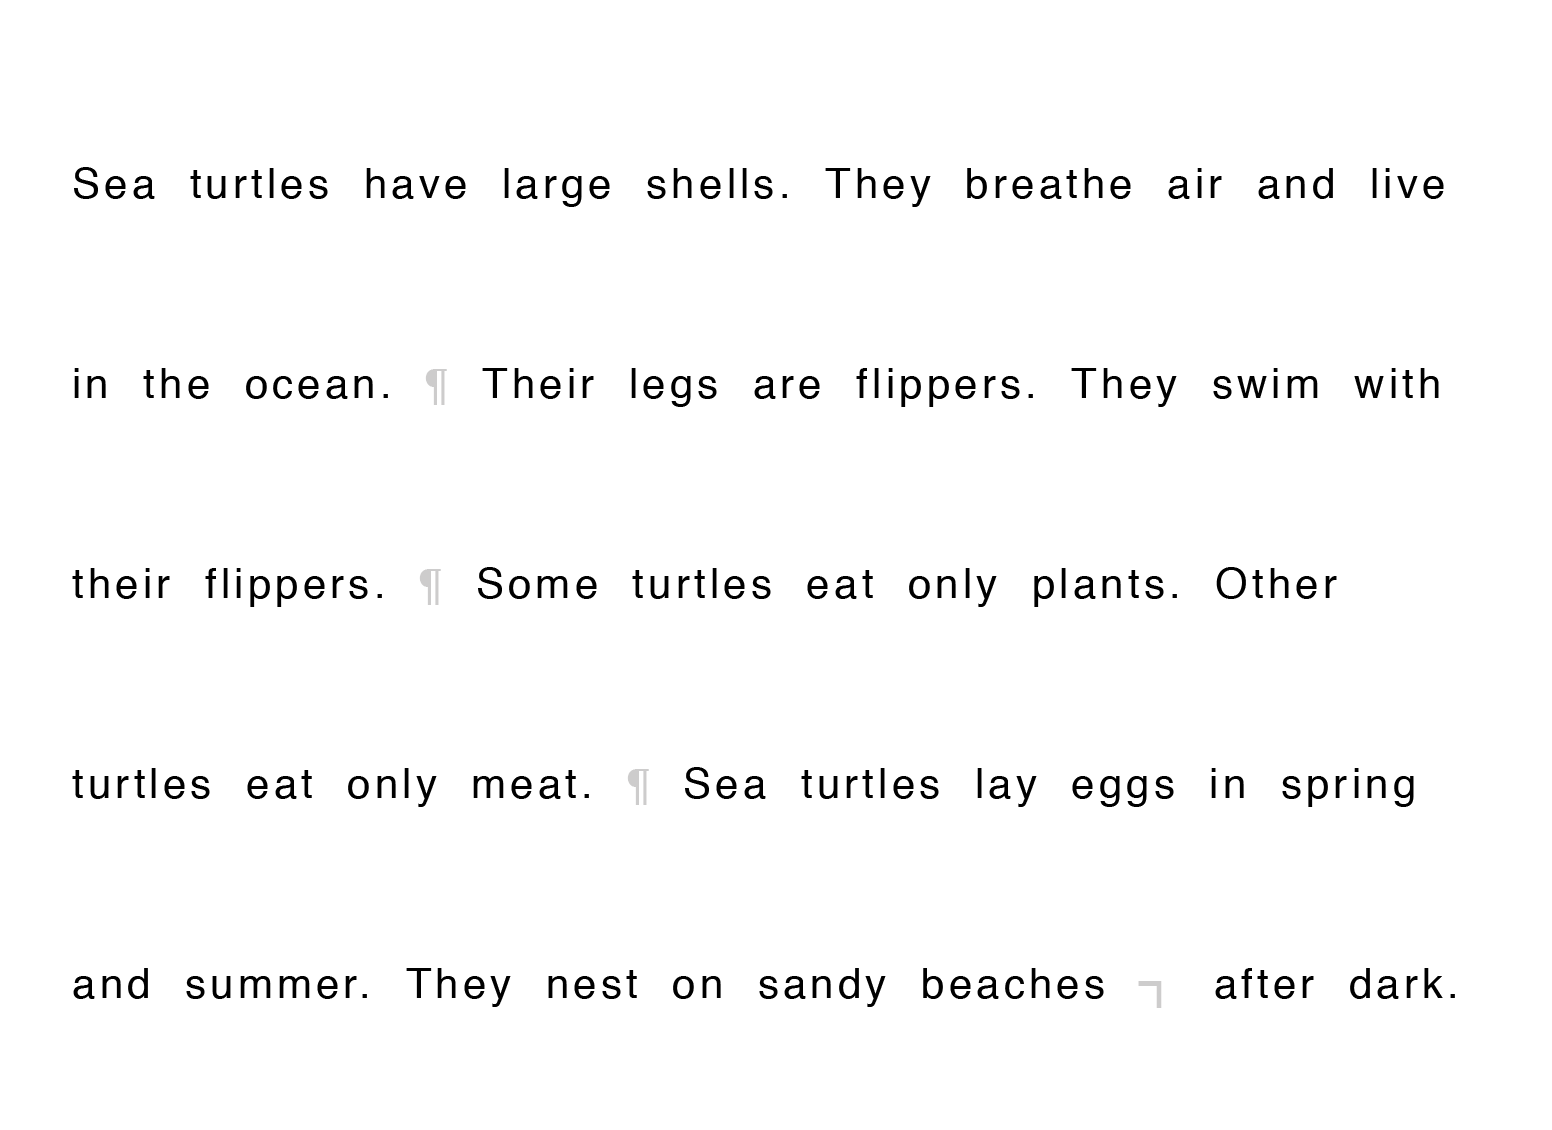 Sea turtles have large shells. They breathe air and live
in the ocean. ¶ Their legs are flippers. They swim with
their flippers. ¶ Some turtles eat only plants. Other
turtles eat only meat. ¶ Sea turtles lay eggs in spring
and summer. They nest on sandy beaches ¬ after dark.